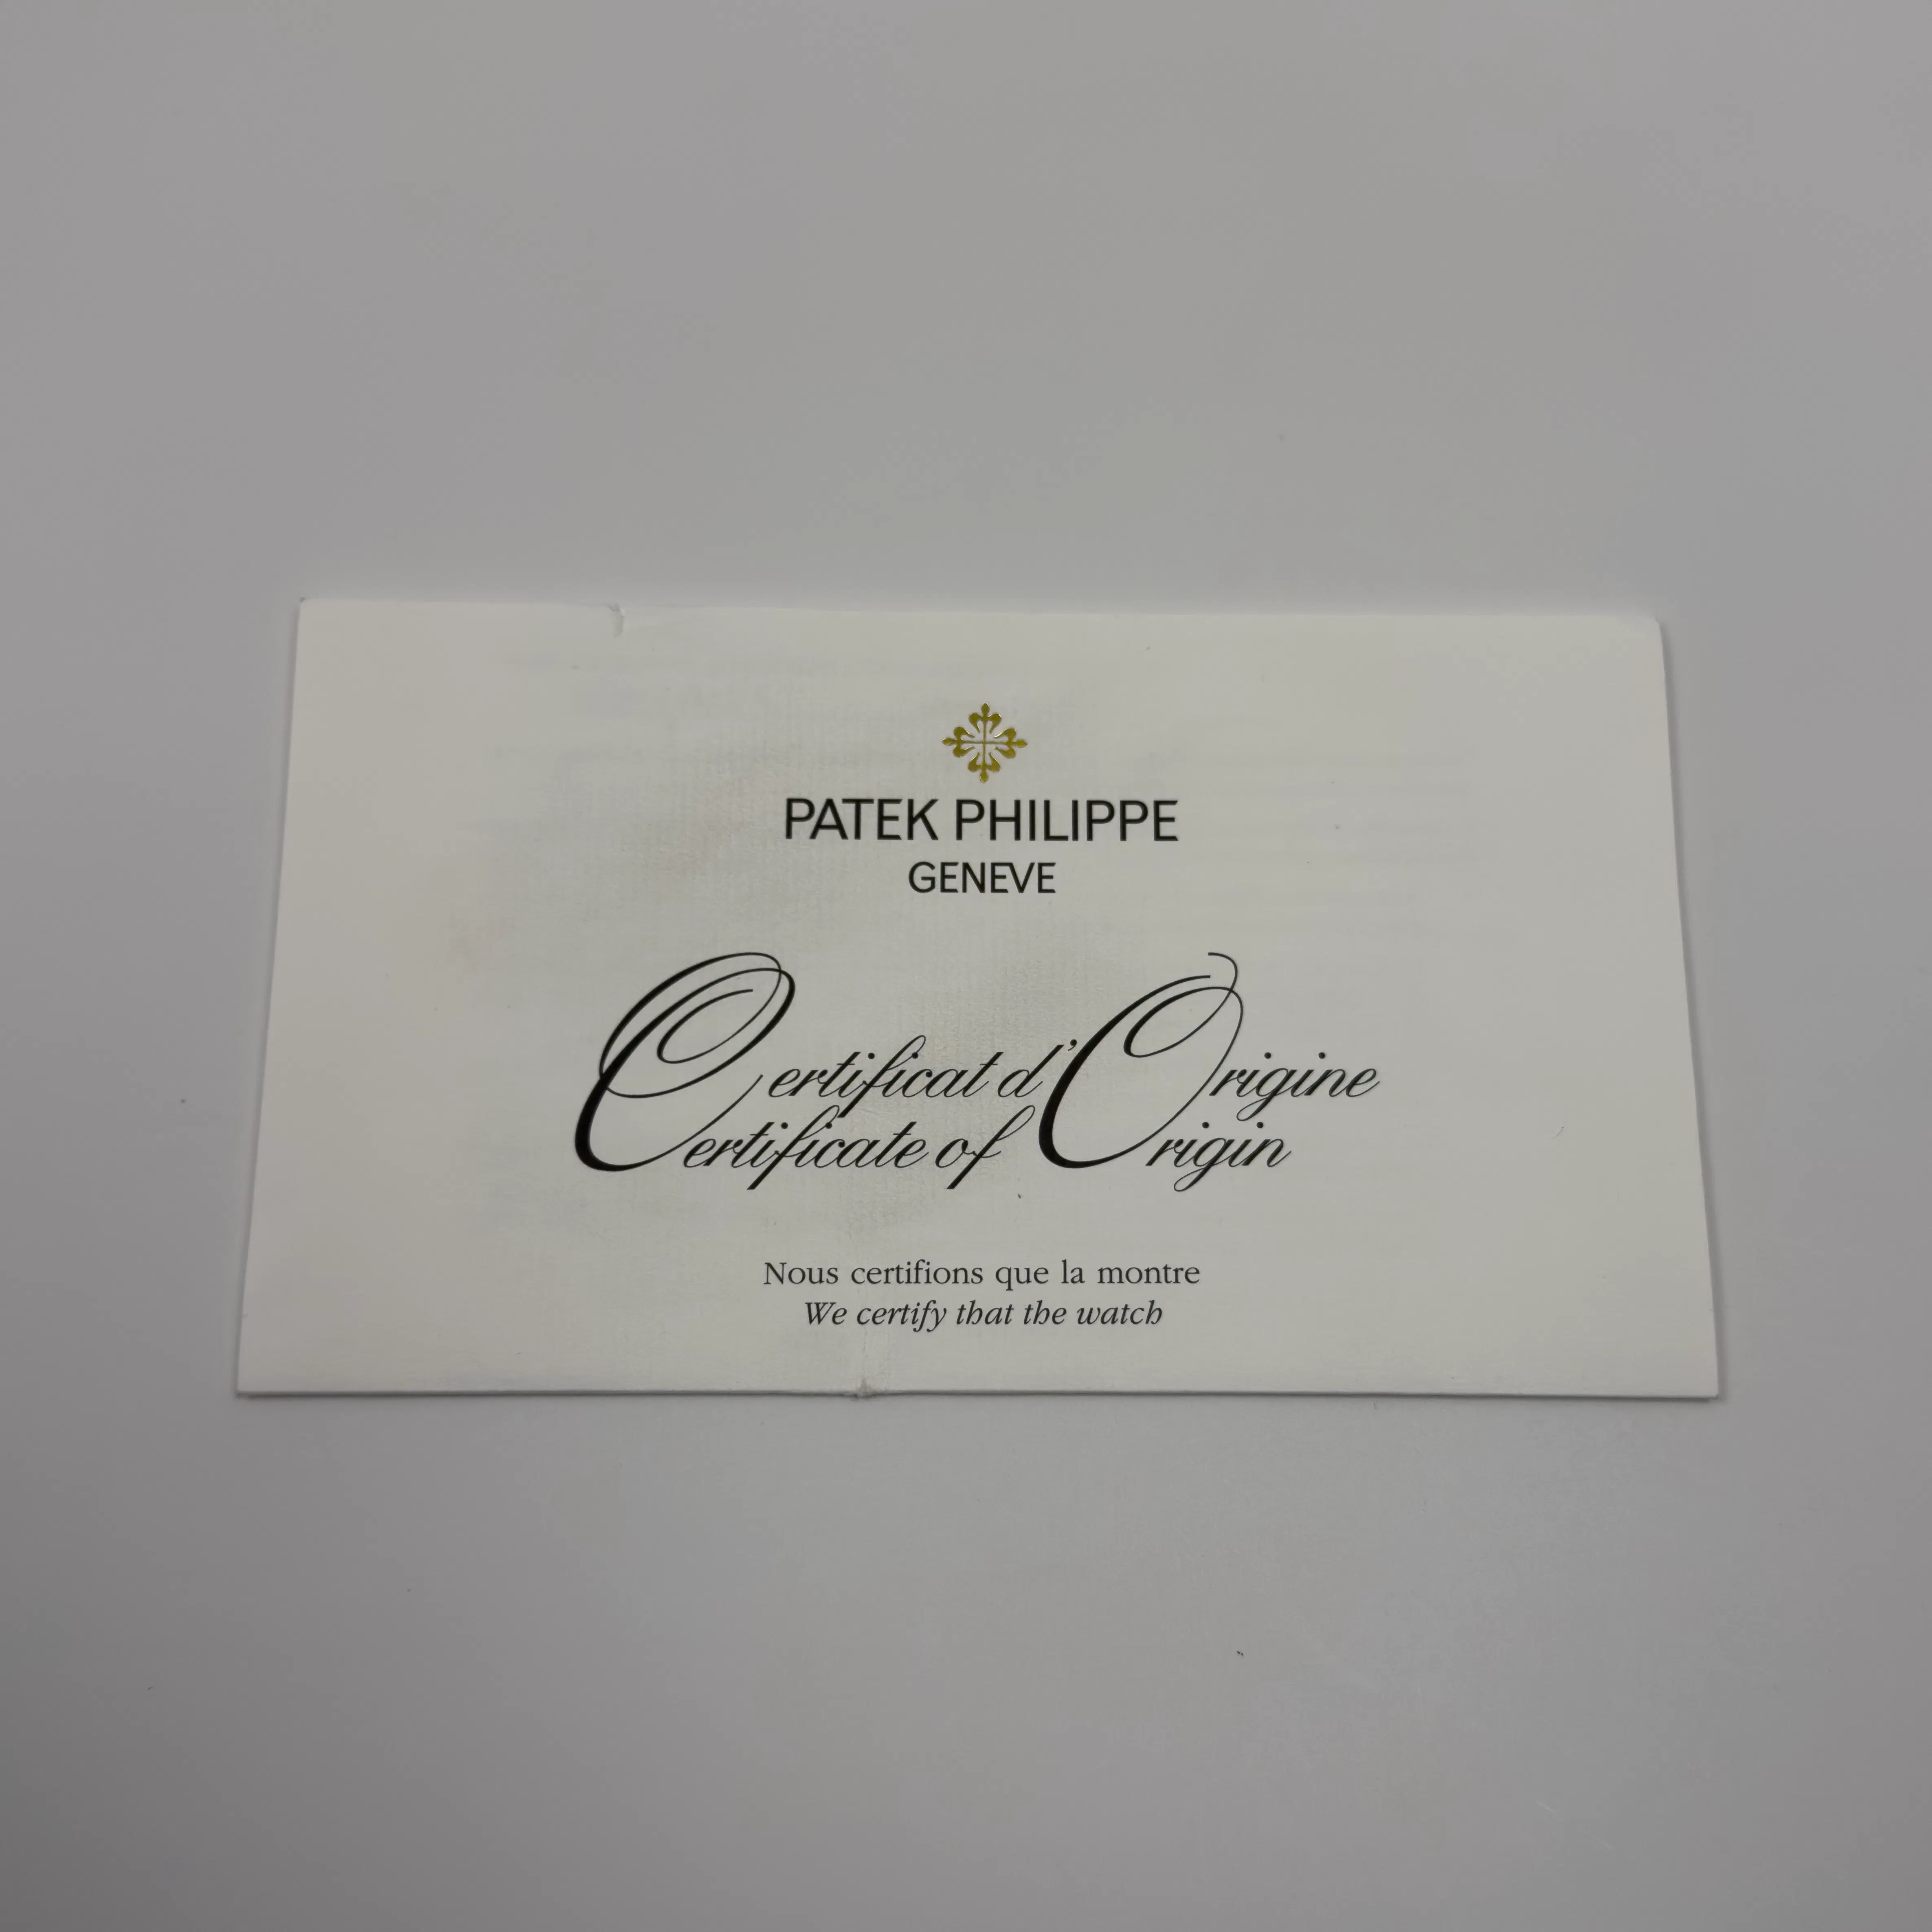 PATEK PHILIPPE
GENEVE
Certificat d'Origine
Certificate of Origin
Nous certifions que la montre
We certify that the watch